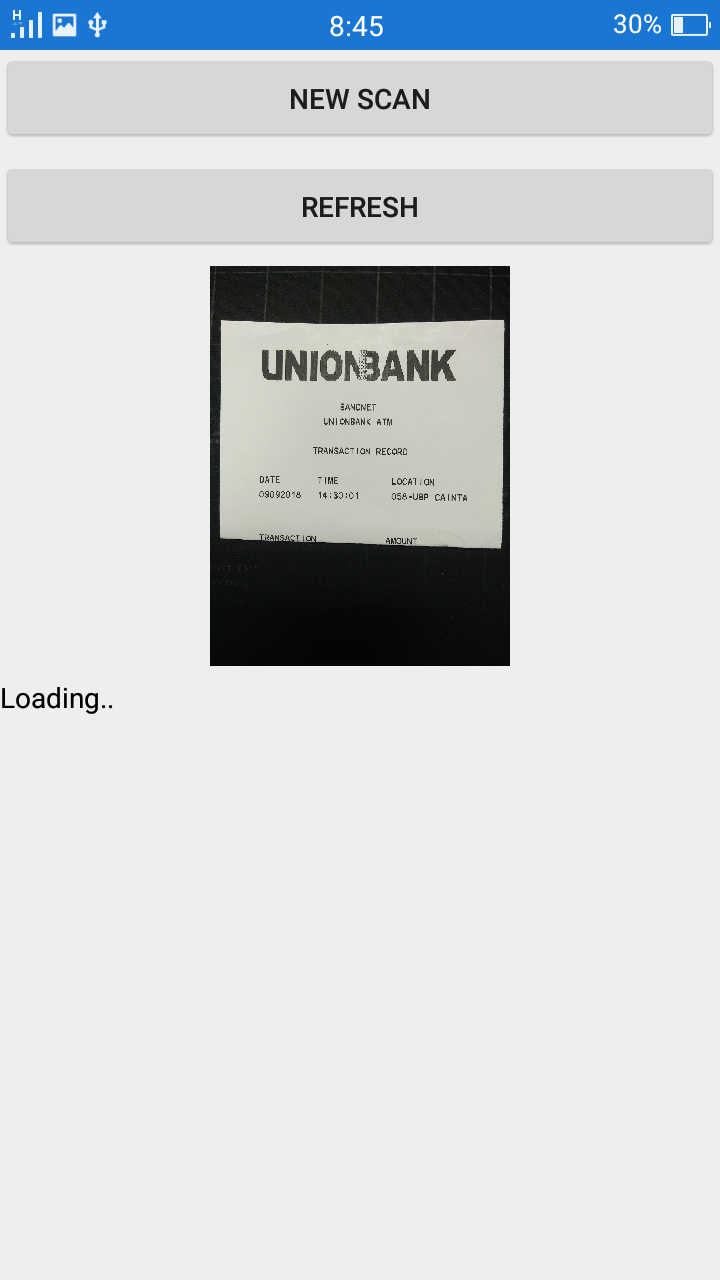 H
8:45
30%
NEW SCAN
REFRESH
UNIONBANK
BANCNET
UNIONBANK ATM
TRANSACTION RECORD
DATE TIME LOCATION
09092018 14:30:01 058-UBP CAINTA
TRANSACTION AMOUNT
Loading..